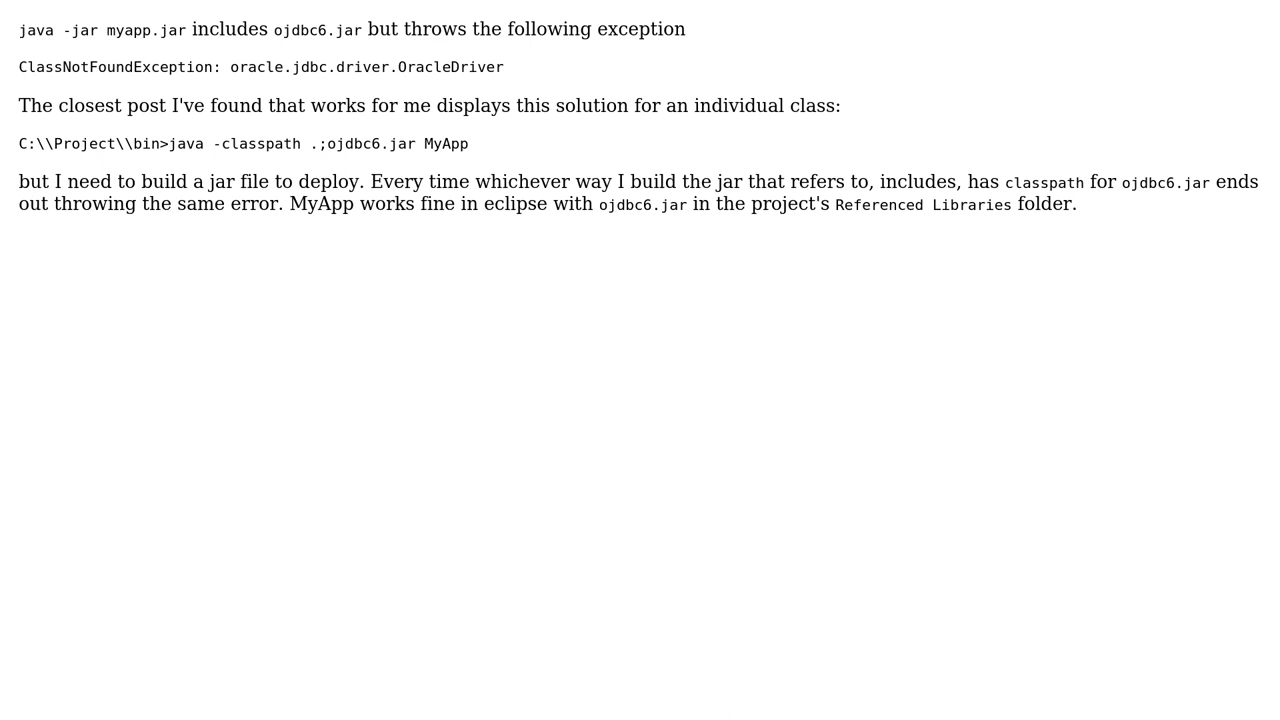 java -jar myapp.jar includes ojdbc6.jar but throws the following exception
ClassNotFoundException: oracle.jdbc.driver.OracleDriver
The closest post I've found that works for me displays this solution for an individual class:
C:\\Project\\bin>java -classpath .;ojdbc6.jar MyApp
but I need to build a jar file to deploy. Every time whichever way I build the jar that refers to, includes, has classpath for ojdbc6.jar ends
out throwing the same error. MyApp works fine in eclipse with ojdbc6.jar in the project's Referenced Libraries folder.